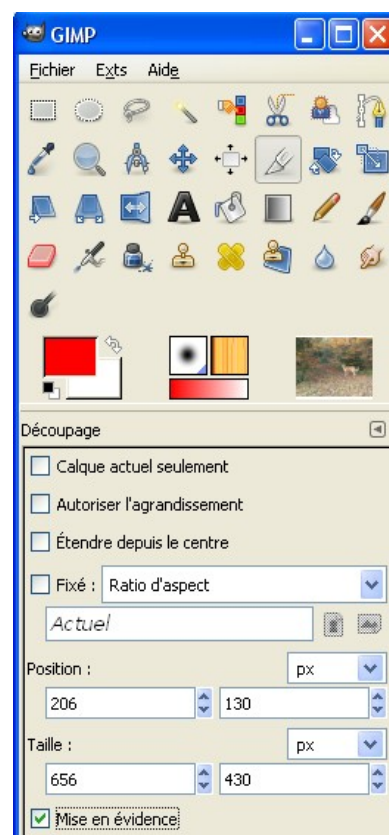 GIMP
Fichier Exts Aide
Découpage
Calque actuel seulement
Autoriser l'agrandissement
Étendre depuis le centre
Fixé : Ratio d'aspect
Actuel
Position : px
206 130
Taille : px
656 430
Mise en évidence